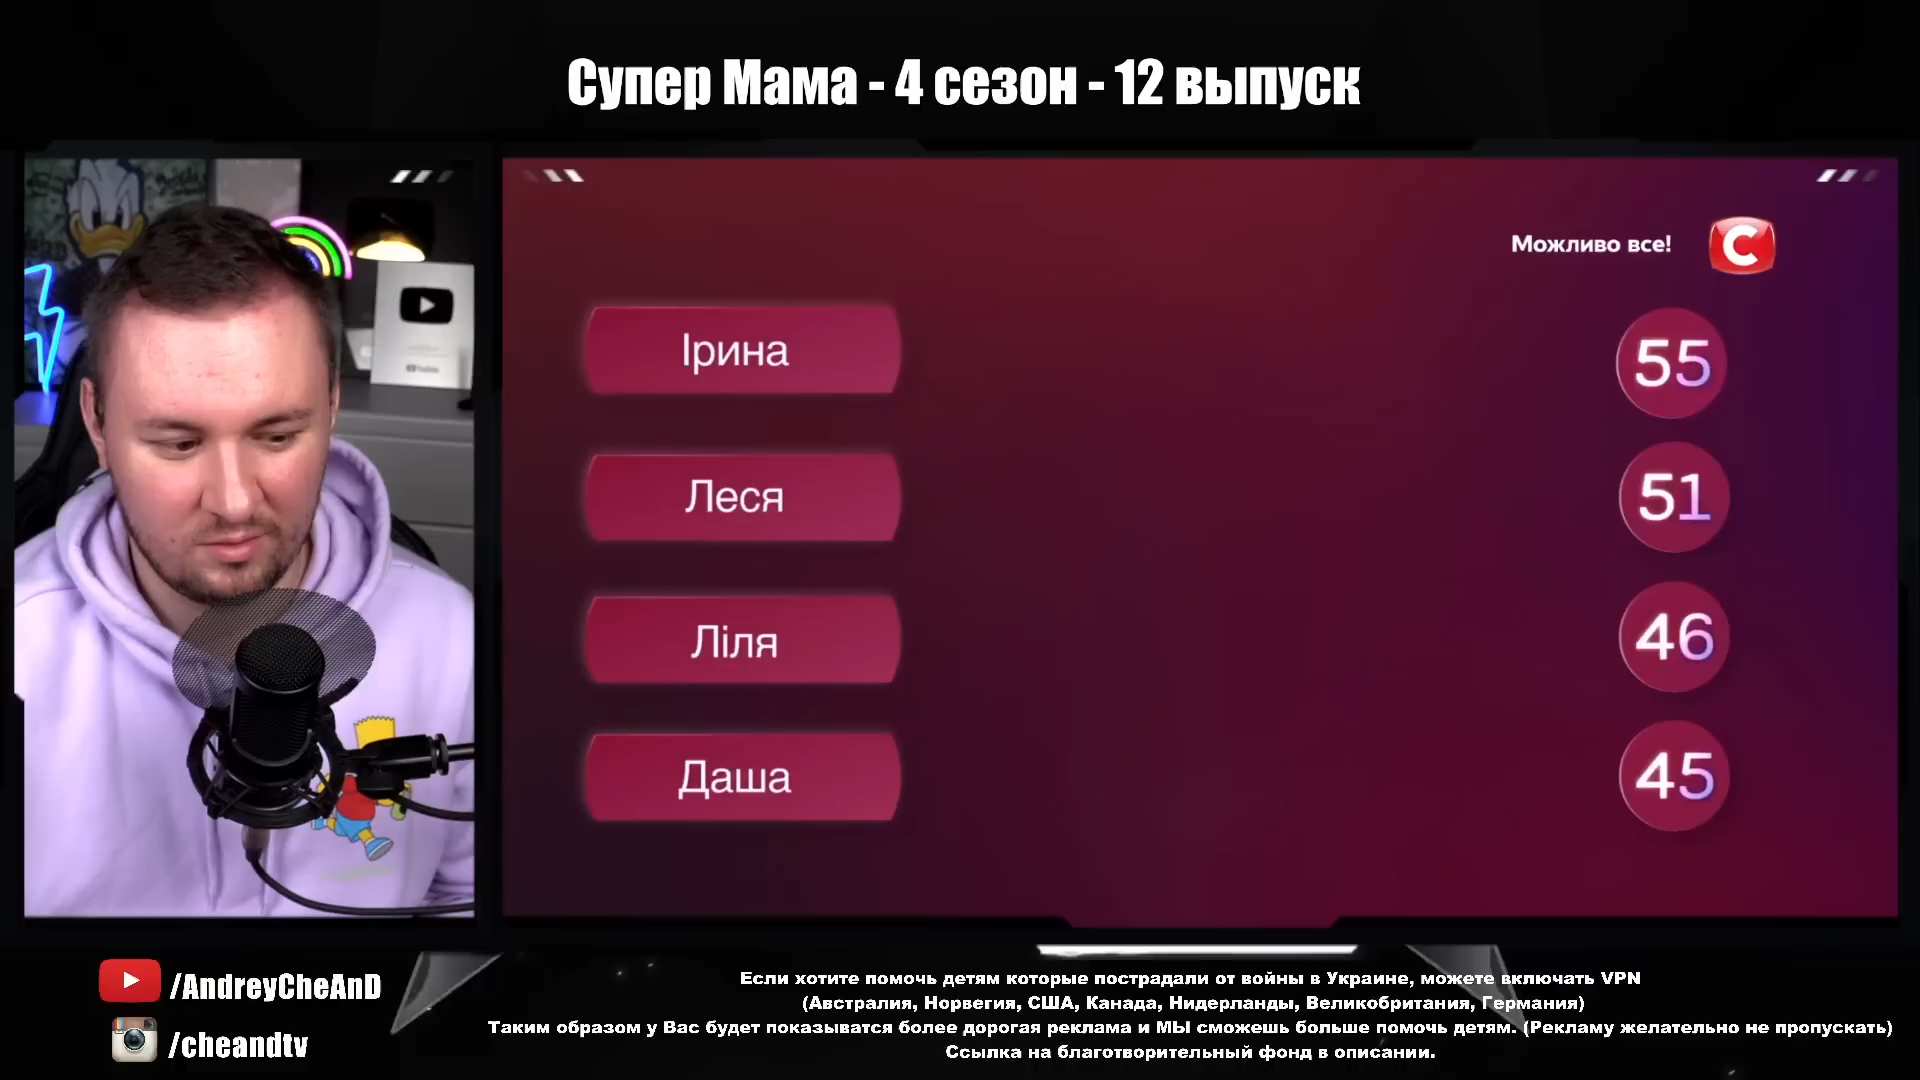 Супер Мама - 4 сезон - 12 выпуск
Можливо все!
С
Ірина
55
Леся
51
Ліля
46
Даша
45
/AndreyCheAnD
/cheandtv
Если хотите помочь детям которые пострадали от войны в Украине, можете включать VPN
(Австралия, Норвегия, США, Канада, Нидерланды, Великобритания, Германия)
Таким образом у Вас будет показыватся более дорогая реклама и МЫ сможешь больше помочь детям. (Рекламу желательно не пропускать)
Ссылка на благотворительный фонд в описании.